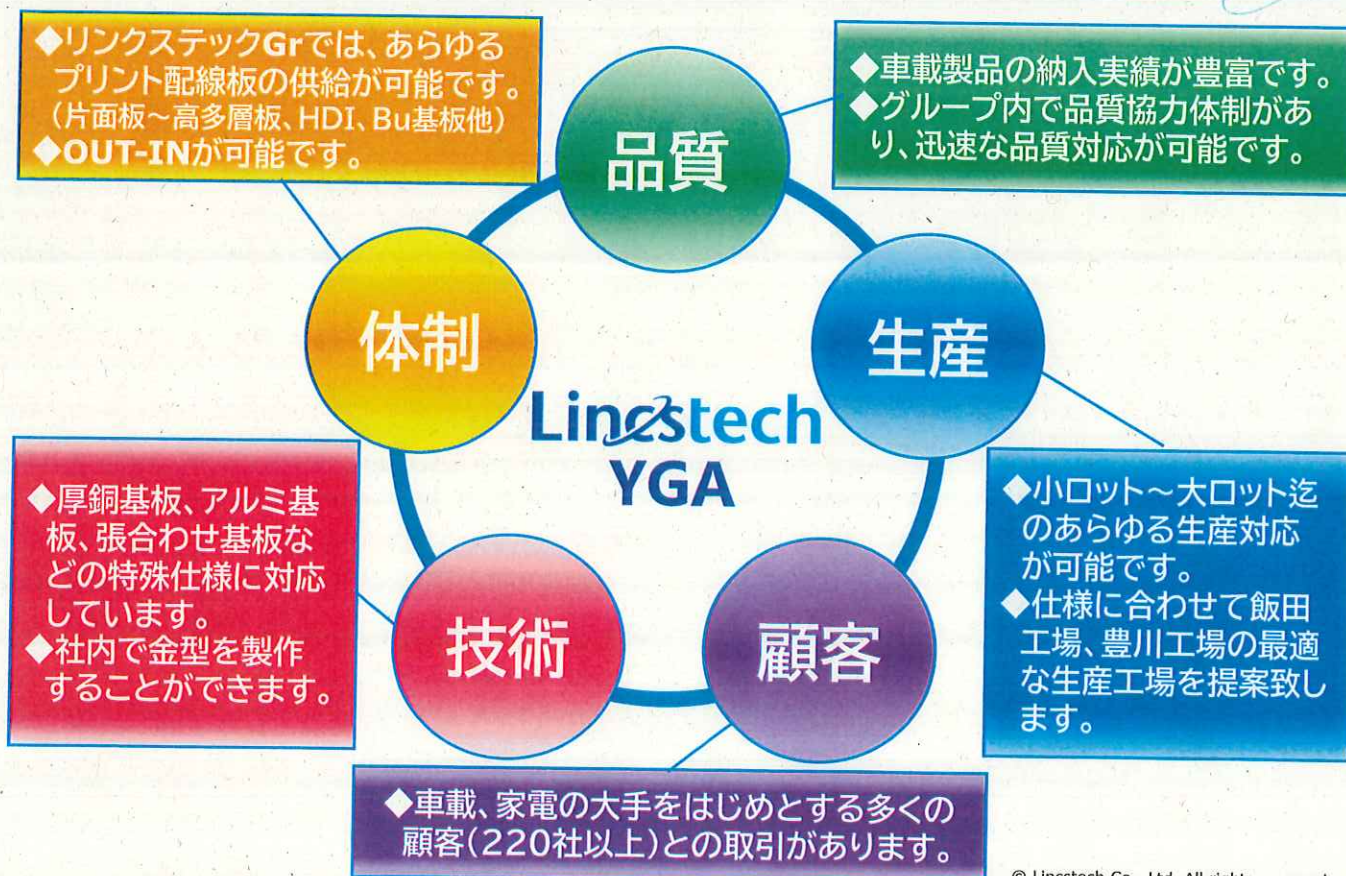 ◆リンクステックGrでは、あらゆる
プリント配線板の供給が可能です。
(片面板～高多層板、HDI、Bu基板他)
◆OUT-INが可能です。
◆車載製品の納入実績が豊富です。
◆グループ内で品質協力体制があ
り、迅速な品質対応が可能です。
品質
体制
生産
Lincstech
YGA
◆厚銅基板、アルミ基
板、張合わせ基板な
どの特殊仕様に対応
しています。
◆社内で金型を製作
することができます。
◆小ロット～大ロット迄
のあらゆる生産対応
が可能です。
◆仕様に合わせて飯田
工場、豊川工場の最適
な生産工場を提案致し
ます。
技術
顧客
◆車載、家電の大手をはじめとする多くの
顧客(220社以上)との取引があります。
© Lincstech Co., Ltd. All rights